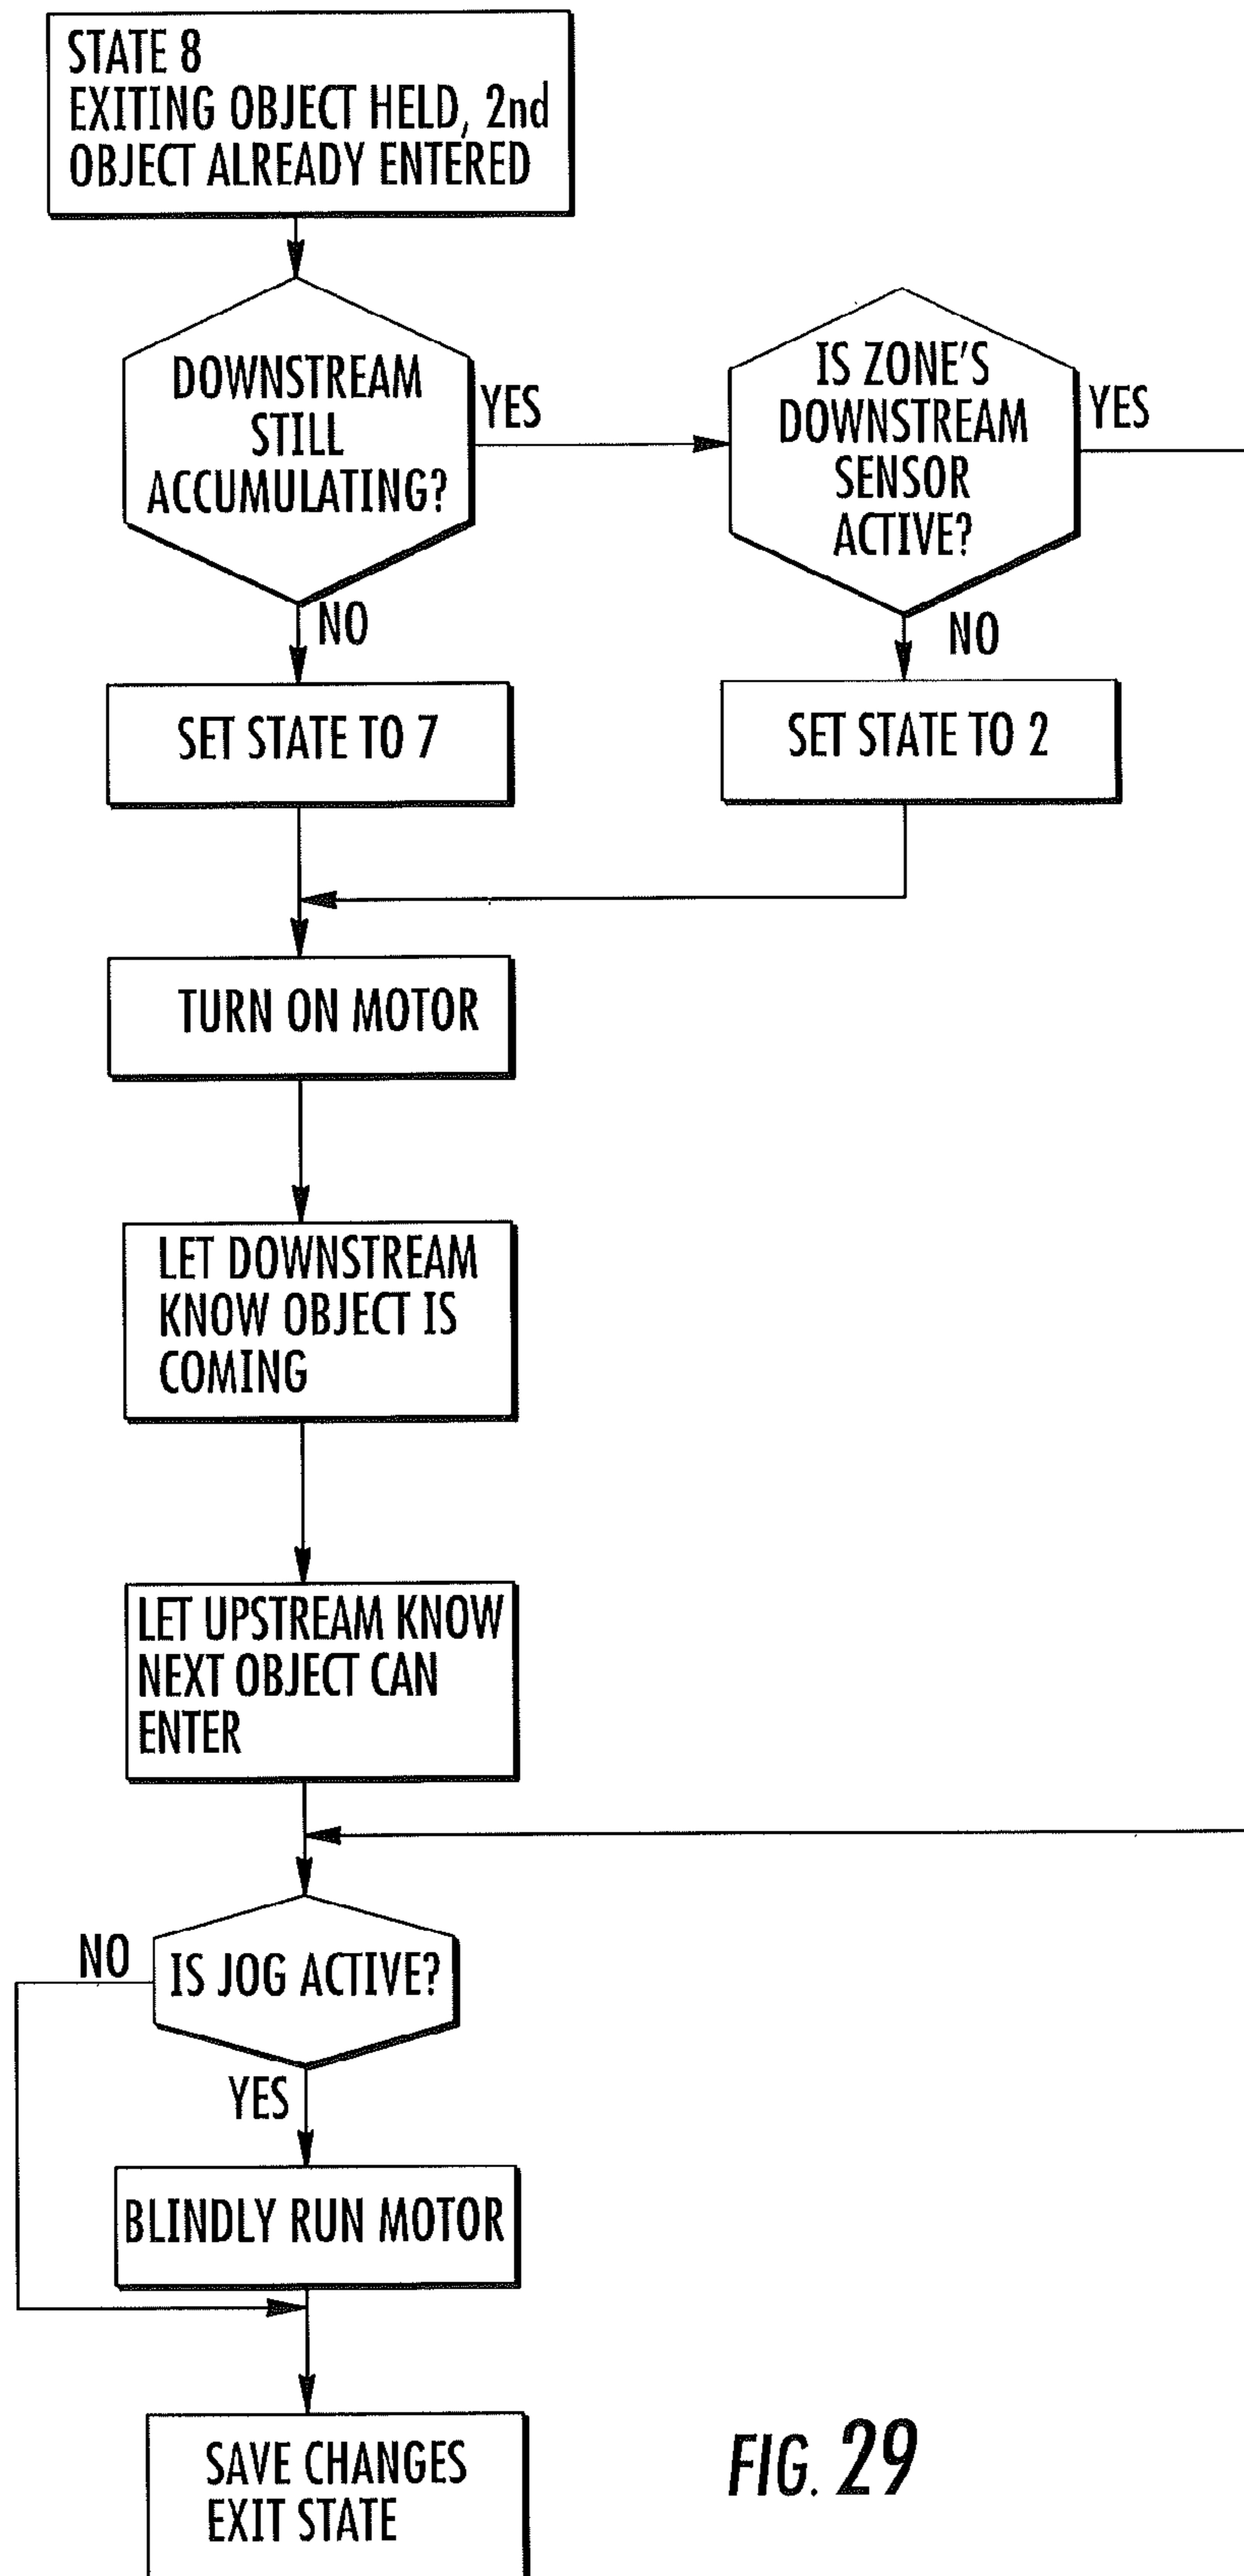 STATE 8
EXITING OBJECT HELD, 2nd
OBJECT ALREADY ENTERED
DOWNSTREAM
STILL
ACCUMULATING?
YES
IS ZONE'S
DOWNSTREAM
SENSOR
ACTIVE?
YES
NO
NO
SET STATE TO 7
SET STATE TO 2
TURN ON MOTOR
LET DOWNSTREAM
KNOW OBJECT IS
COMING
LET UPSTREAM KNOW
NEXT OBJECT CAN
ENTER
NO
IS JOG ACTIVE?
YES
BLINDLY RUN MOTOR
SAVE CHANGES
EXIT STATE
FIG. 29